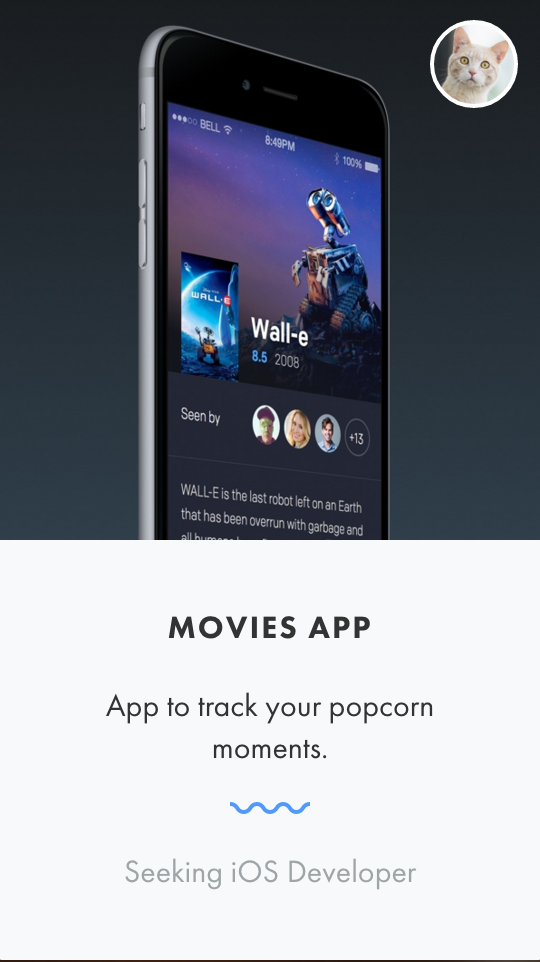 BELL
8:49PM
100%
WALL·E
Wall-e
8.5 2008
Seen by
+13
WALL-E is the last robot left on an Earth
that has been overrun with garbage and
MOVIES APP
App to track your popcorn
moments.
Seeking iOS Developer